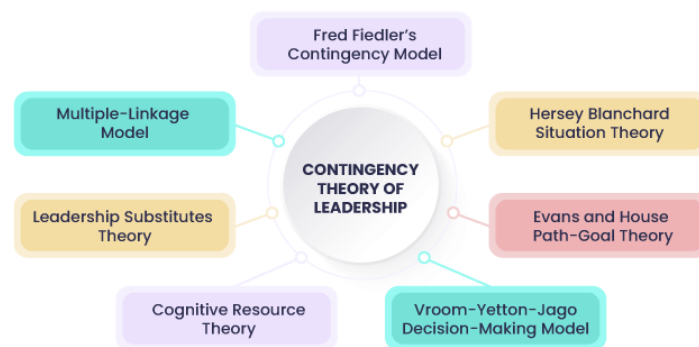 Fred Fiedler's
Contingency Model
Multiple-Linkage
Model
Hersey Blanchard
Situation Theory
CONTINGENCY
THEORY OF
LEADERSHIP
Leadership Substitutes
Theory
Evans and House
Path-Goal Theory
Cognitive Resource
Theory
Vroom-Yetton-Jago
Decision-Making Model